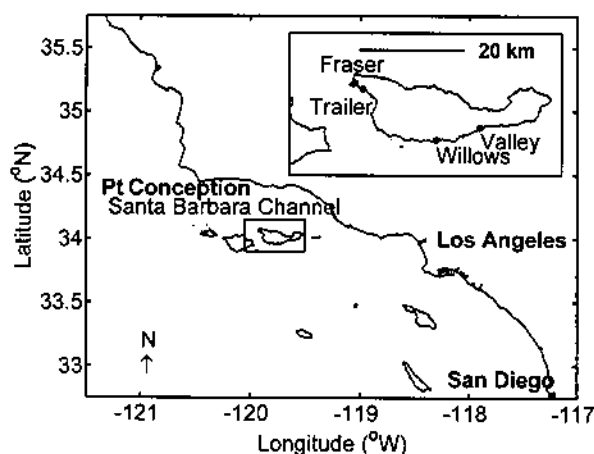 35.5
35
34.5
34
33.5
33
Latitude (°N)
20 km
Fraser
Trailer
Willows
Valley
Pt Conception
Santa Barbara Channel
Los Angeles
San Diego
N
-121
-120
-119
-118
-117
Longitude (°W)